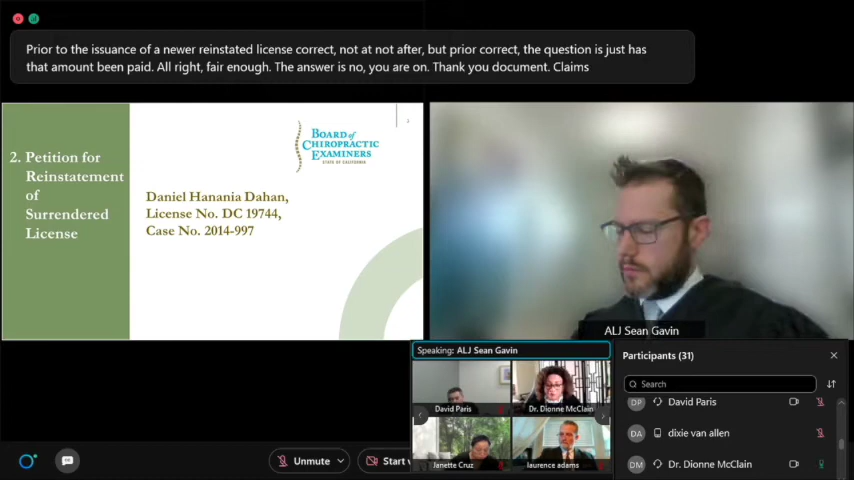 Prior to the issuance of a newer reinstated license correct, not at not after, but prior correct, the question is just has
that amount been paid. All right, fair enough. The answer is no, you are on. Thank you document. Claims
2. Petition for
Reinstatement
of
Surrendered
License
2
BOARD of
CHIROPRACTIC
EXAMINERS
STATE OF CALIFORNIA
Daniel Hanania Dahan,
License No. DC 19744,
Case No. 2014-997
ALJ Sean Gavin
Speaking: ALJ Sean Gavin
David Paris
Dr. Dionne McClain
Janette Cruz
laurence adams
Participants (31)
Search
DP David Paris
DA dixie van allen
DM Dr. Dionne McClain
Unmute
Start v